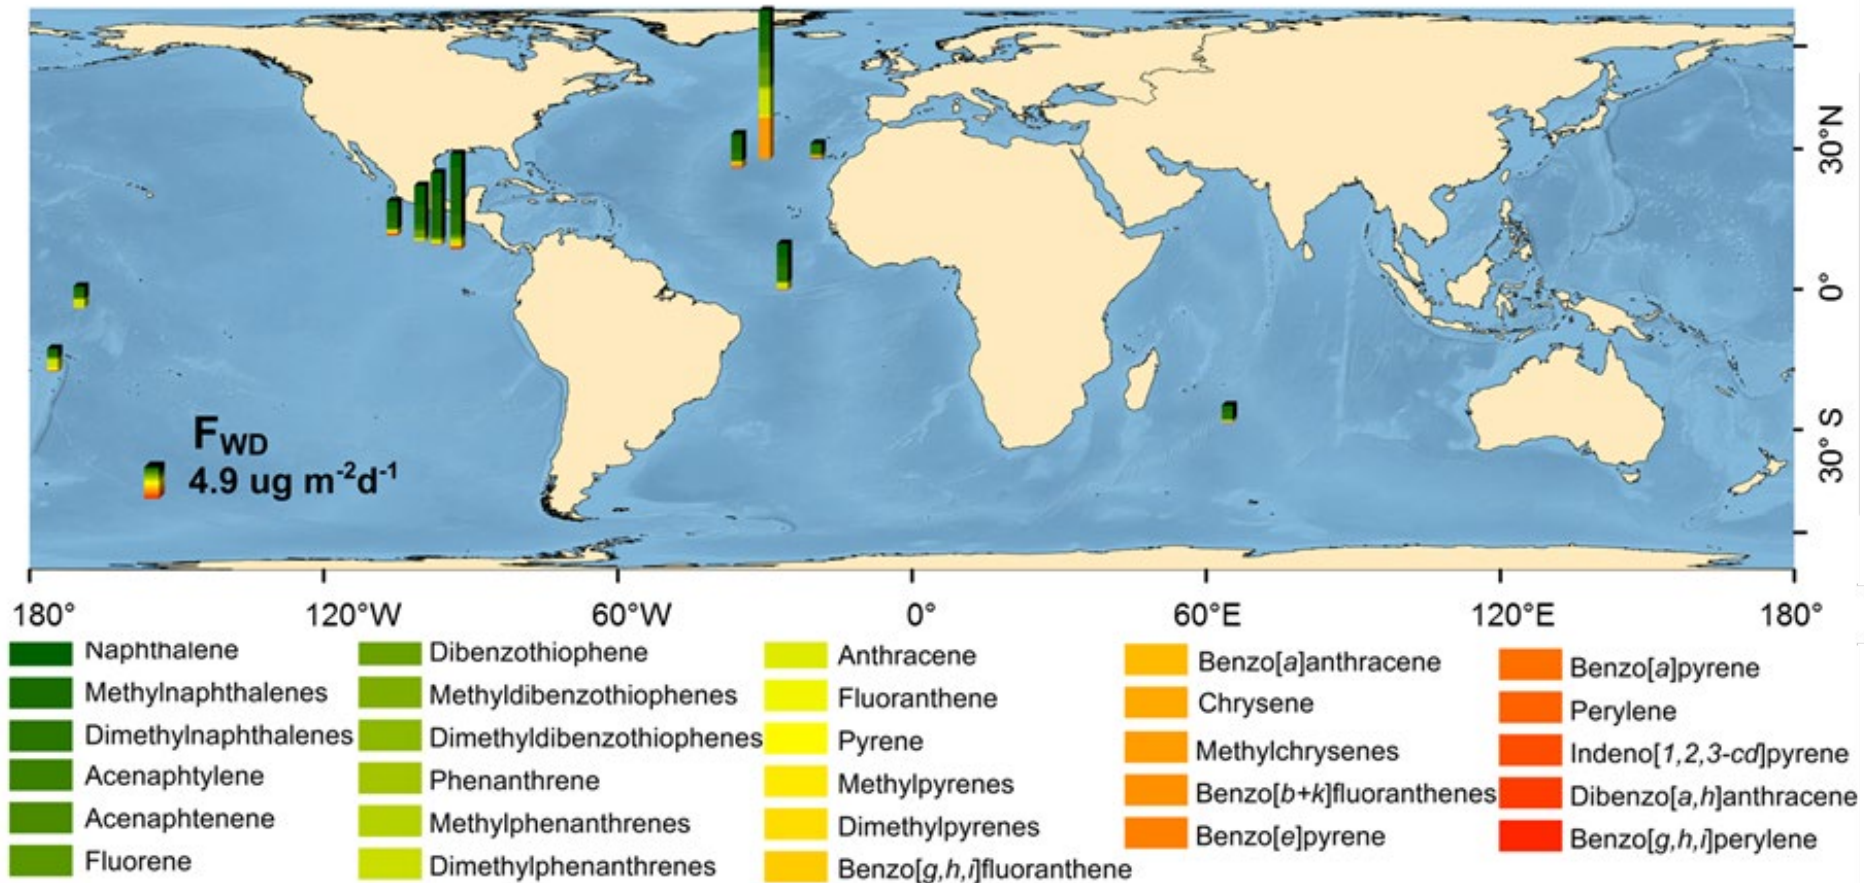 30°N
0°
30°S
F_WD
4.9 ug m⁻²d⁻¹
180° 120°W 60°W 0° 60°E 120°E 180°
Naphthalene
Methylnaphthalenes
Dimethylnaphthalenes
Acenaphtylene
Acenaphtenene
Fluorene
Dibenzothiophene
Methyldibenzothiophenes
Dimethyldibenzothiophenes
Phenanthrene
Methylphenanthrenes
Dimethylphenanthrenes
Anthracene
Fluoranthene
Pyrene
Methylpyrenes
Dimethylpyrenes
Benzo[g,h,i]fluoranthene
Benzo[a]anthracene
Chrysene
Methylchrysenes
Benzo[b+k]fluoranthenes
Benzo[e]pyrene
Benzo[a]pyrene
Perylene
Indeno[1,2,3-cd]pyrene
Dibenzo[a,h]anthracene
Benzo[g,h,i]perylene